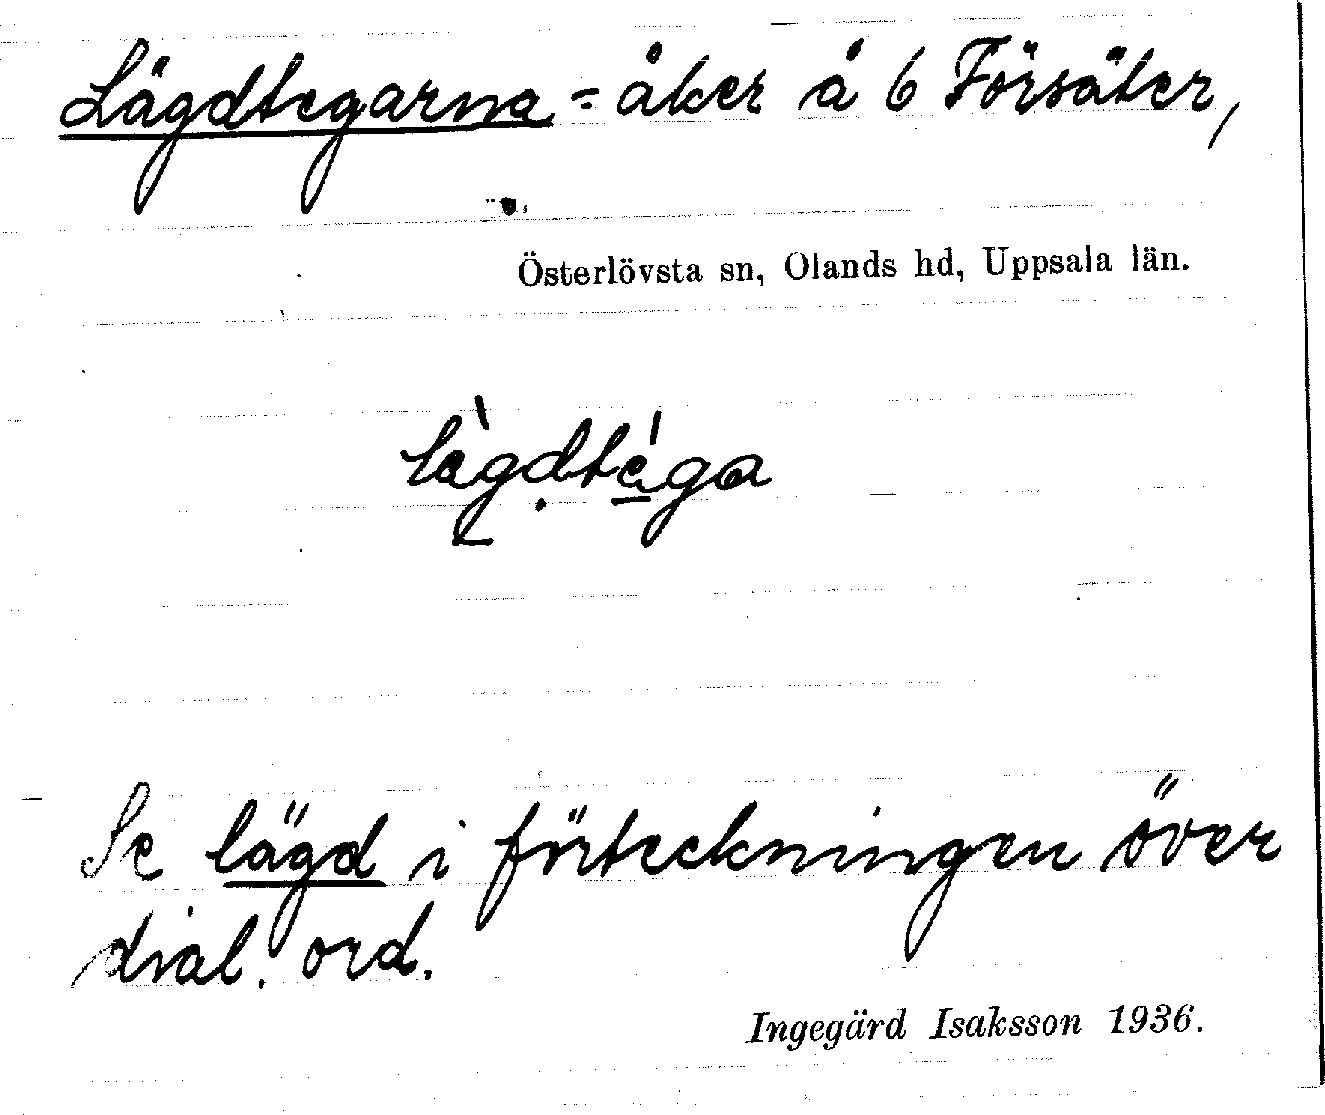 Lägdtegarna = åker å 6 Försäter,
Österlövsta sn, Olands hd, Uppsala län.
lègdtéga
Se lägd i förteckningen över
dial. ord.
Ingegärd Isaksson 1936.